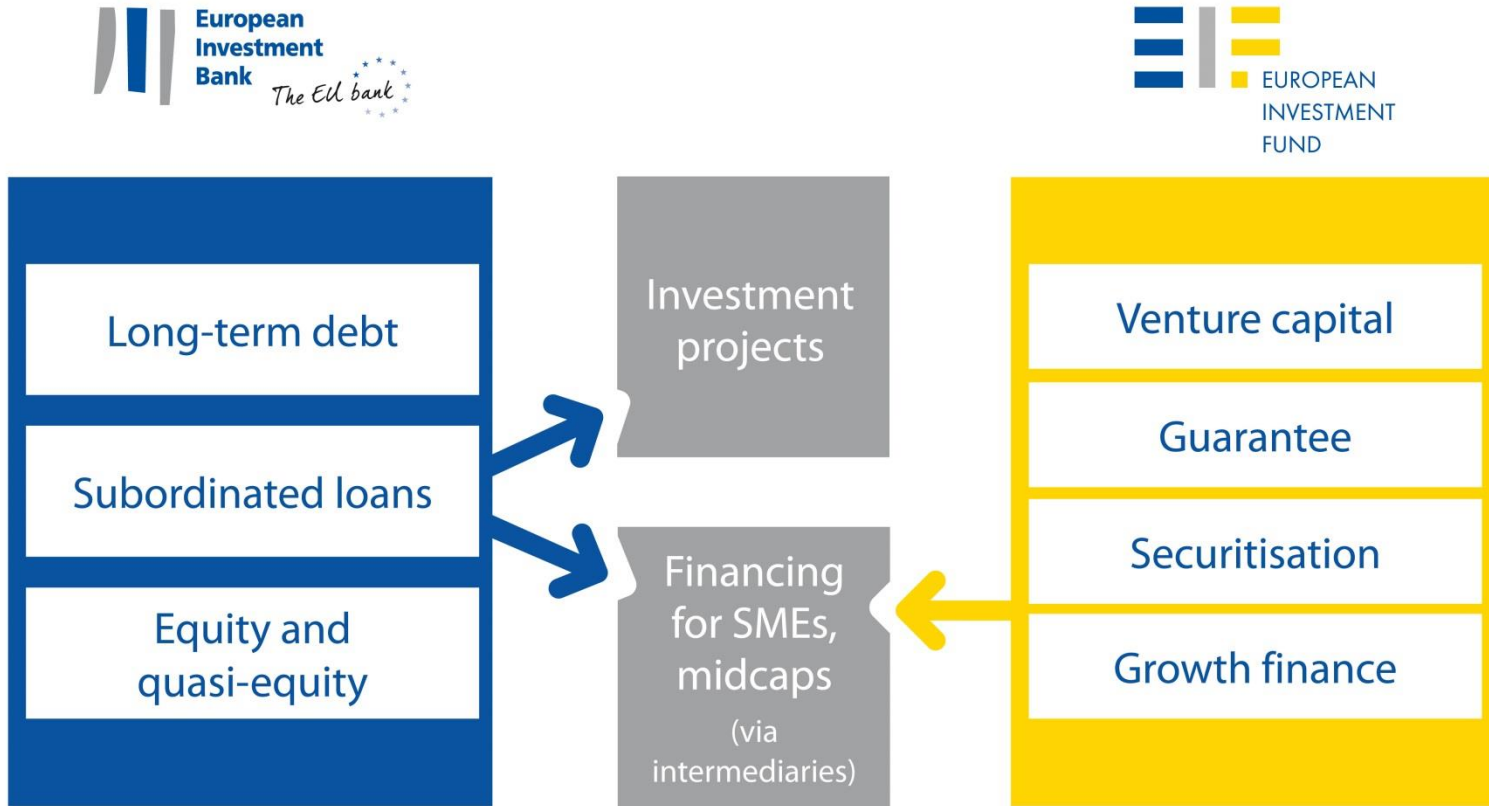 European
Investment
Bank
The EU bank
EUROPEAN
INVESTMENT
FUND
Long-term debt
Subordinated loans
Equity and
quasi-equity
Investment
projects
Financing
for SMEs,
midcaps
(via
intermediaries)
Venture capital
Guarantee
Securitisation
Growth finance